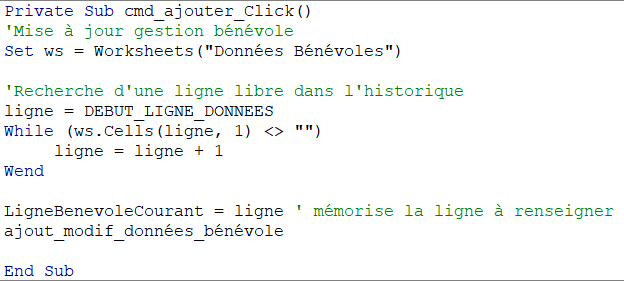 Private Sub cmd_ajouter_Click()
'Mise à jour gestion bénévole
Set ws = Worksheets("Données Bénévoles")
'Recherche d'une ligne libre dans l'historique
ligne = DEBUT_LIGNE_DONNEES
While (ws.Cells(ligne, 1) <> "")
ligne = ligne + 1
Wend
LigneBenevoleCourant = ligne ' mémorise la ligne à renseigner
ajout_modif_données_bénévole
End Sub